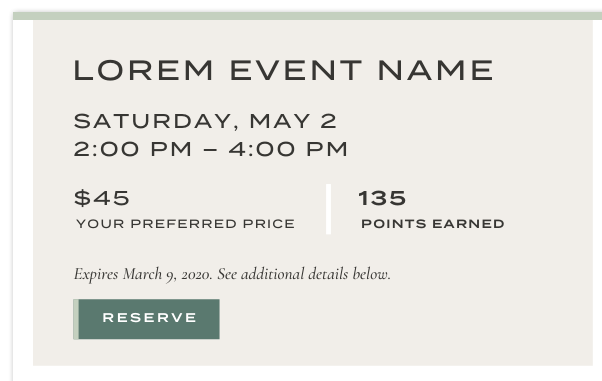 LOREM EVENT NAME
SATURDAY, MAY 2
2:00 PM – 4:00 PM
$45
YOUR PREFERRED PRICE
135
POINTS EARNED
Expires March 9, 2020. See additional details below.
RESERVE